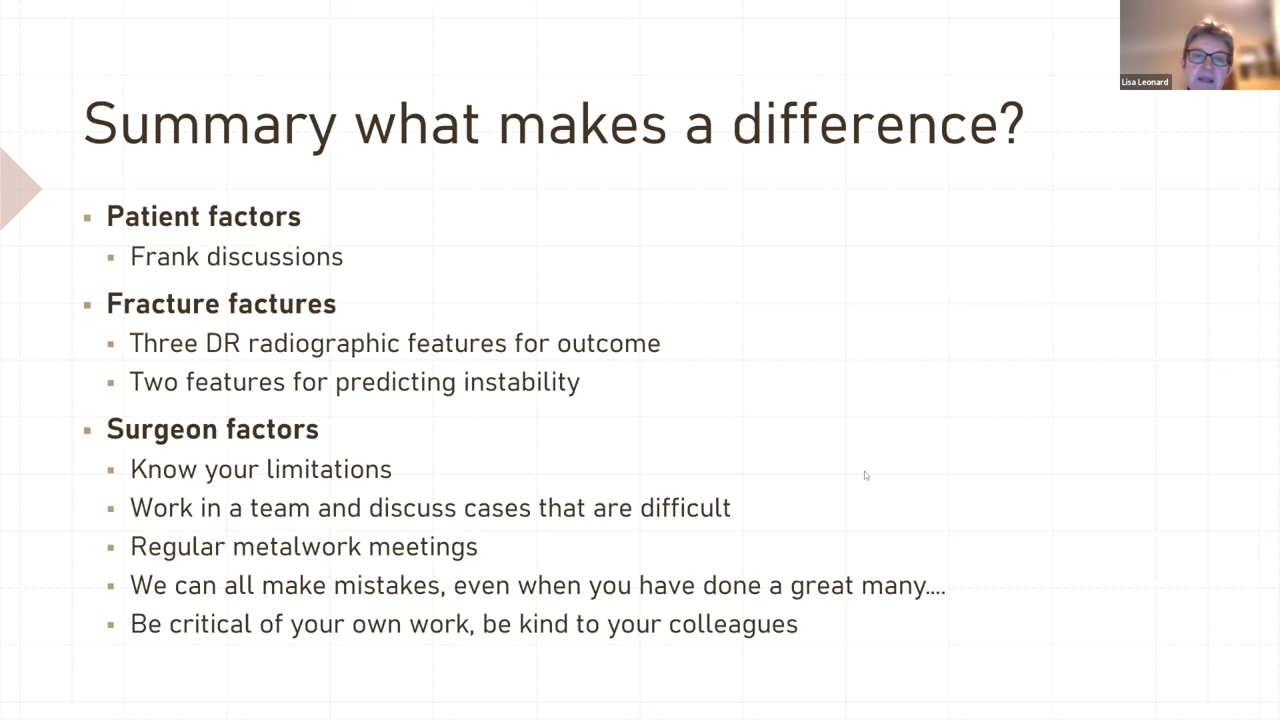 Lisa Leonard
Summary what makes a difference?
Patient factors
Frank discussions
Fracture factures
Three DR radiographic features for outcome
Two features for predicting instability
Surgeon factors
Know your limitations
Work in a team and discuss cases that are difficult
Regular metalwork meetings
We can all make mistakes, even when you have done a great many....
Be critical of your own work, be kind to your colleagues